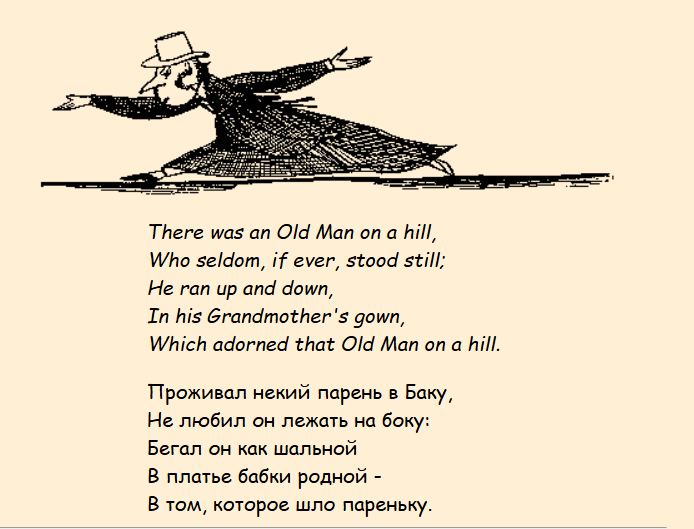 There was an Old Man on a hill,
Who seldom, if ever, stood still;
He ran up and down,
In his Grandmother's gown,
Which adorned that Old Man on a hill.
Проживал некий парень в Баку,
Не любил он лежать на боку:
Бегал он как шальной
В платье бабки родной -
В том, которое шло пареньку.